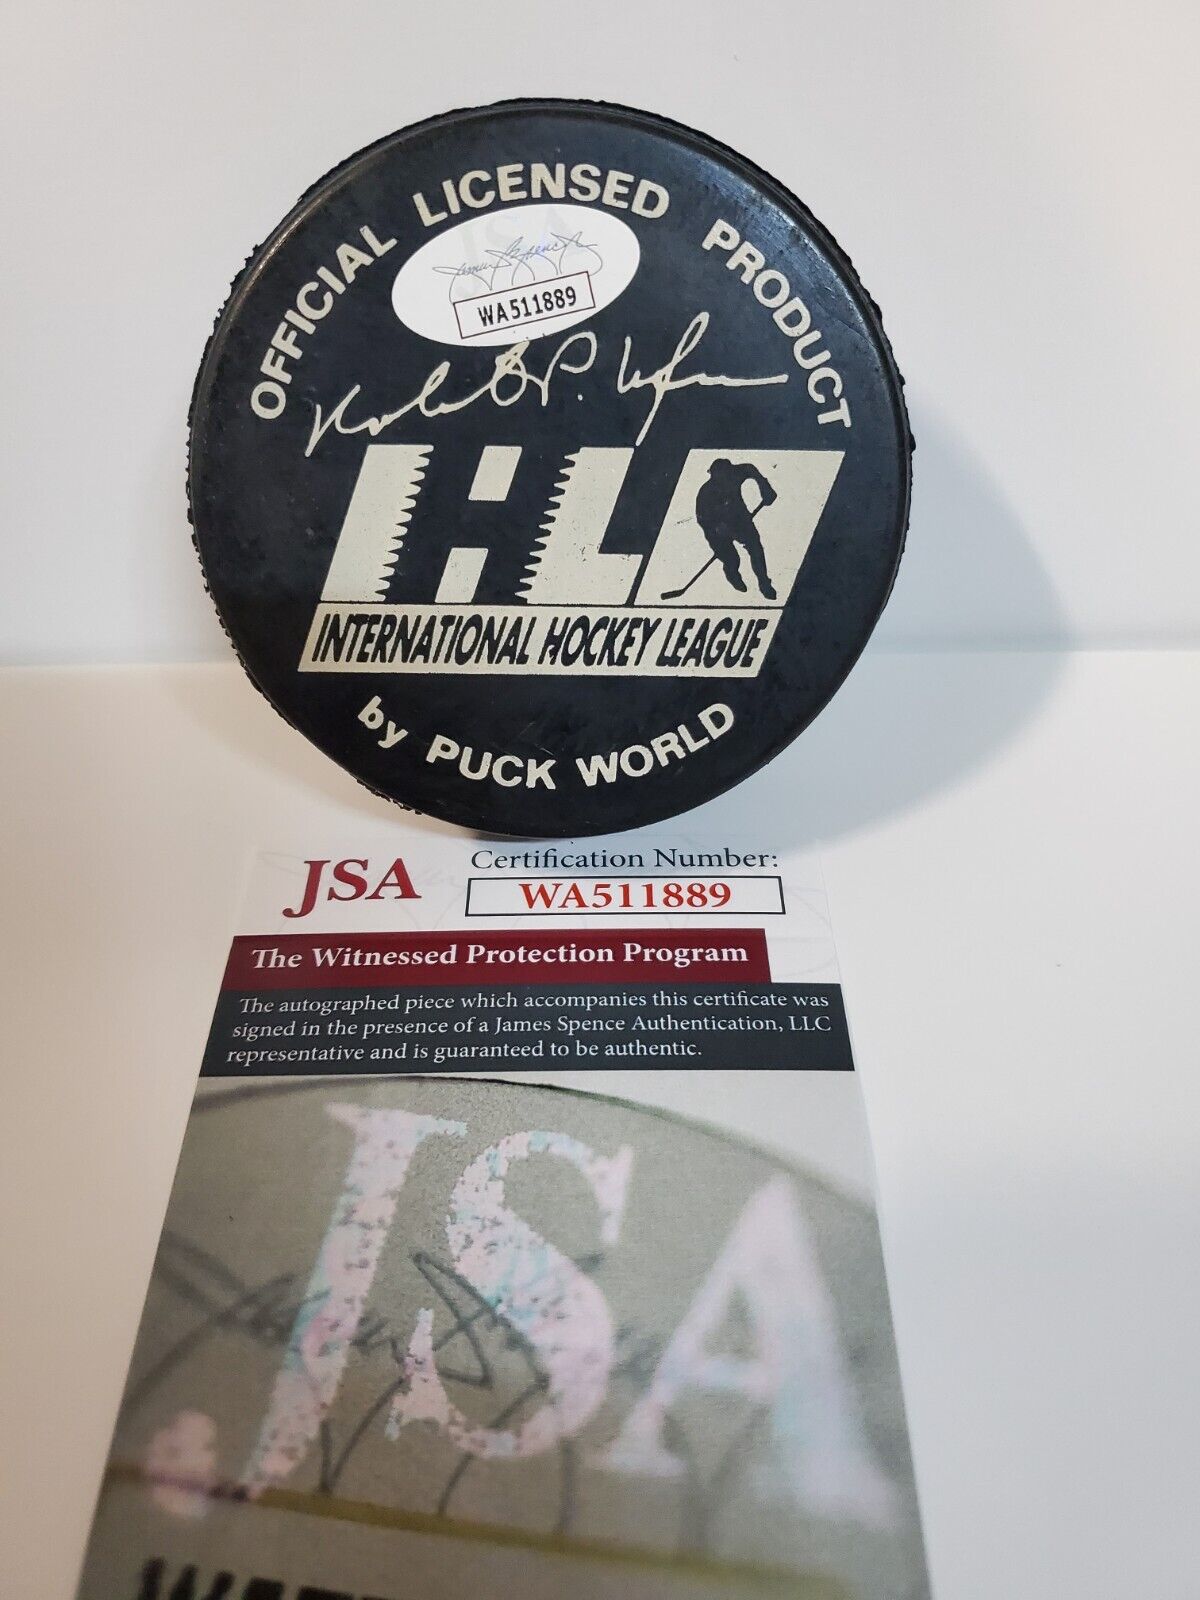 OFFICIAL LICENSED PRODUCT
WA511889
IHL
INTERNATIONAL HOCKEY LEAGUE
by PUCK WORLD
JSA
Certification Number:
WA511889
The Witnessed Protection Program
The autographed piece which accompanies this certificate was
signed in the presence of a James Spence Authentication, LLC
representative and is guaranteed to be authentic.
JSA